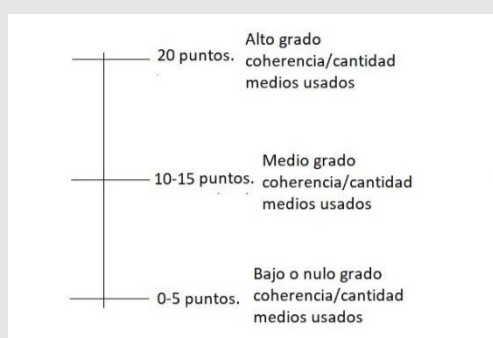 Alto grado
20 puntos. coherencia/cantidad
medios usados
Medio grado
10-15 puntos. coherencia/cantidad
medios usados
Bajo o nulo grado
0-5 puntos. coherencia/cantidad
medios usados